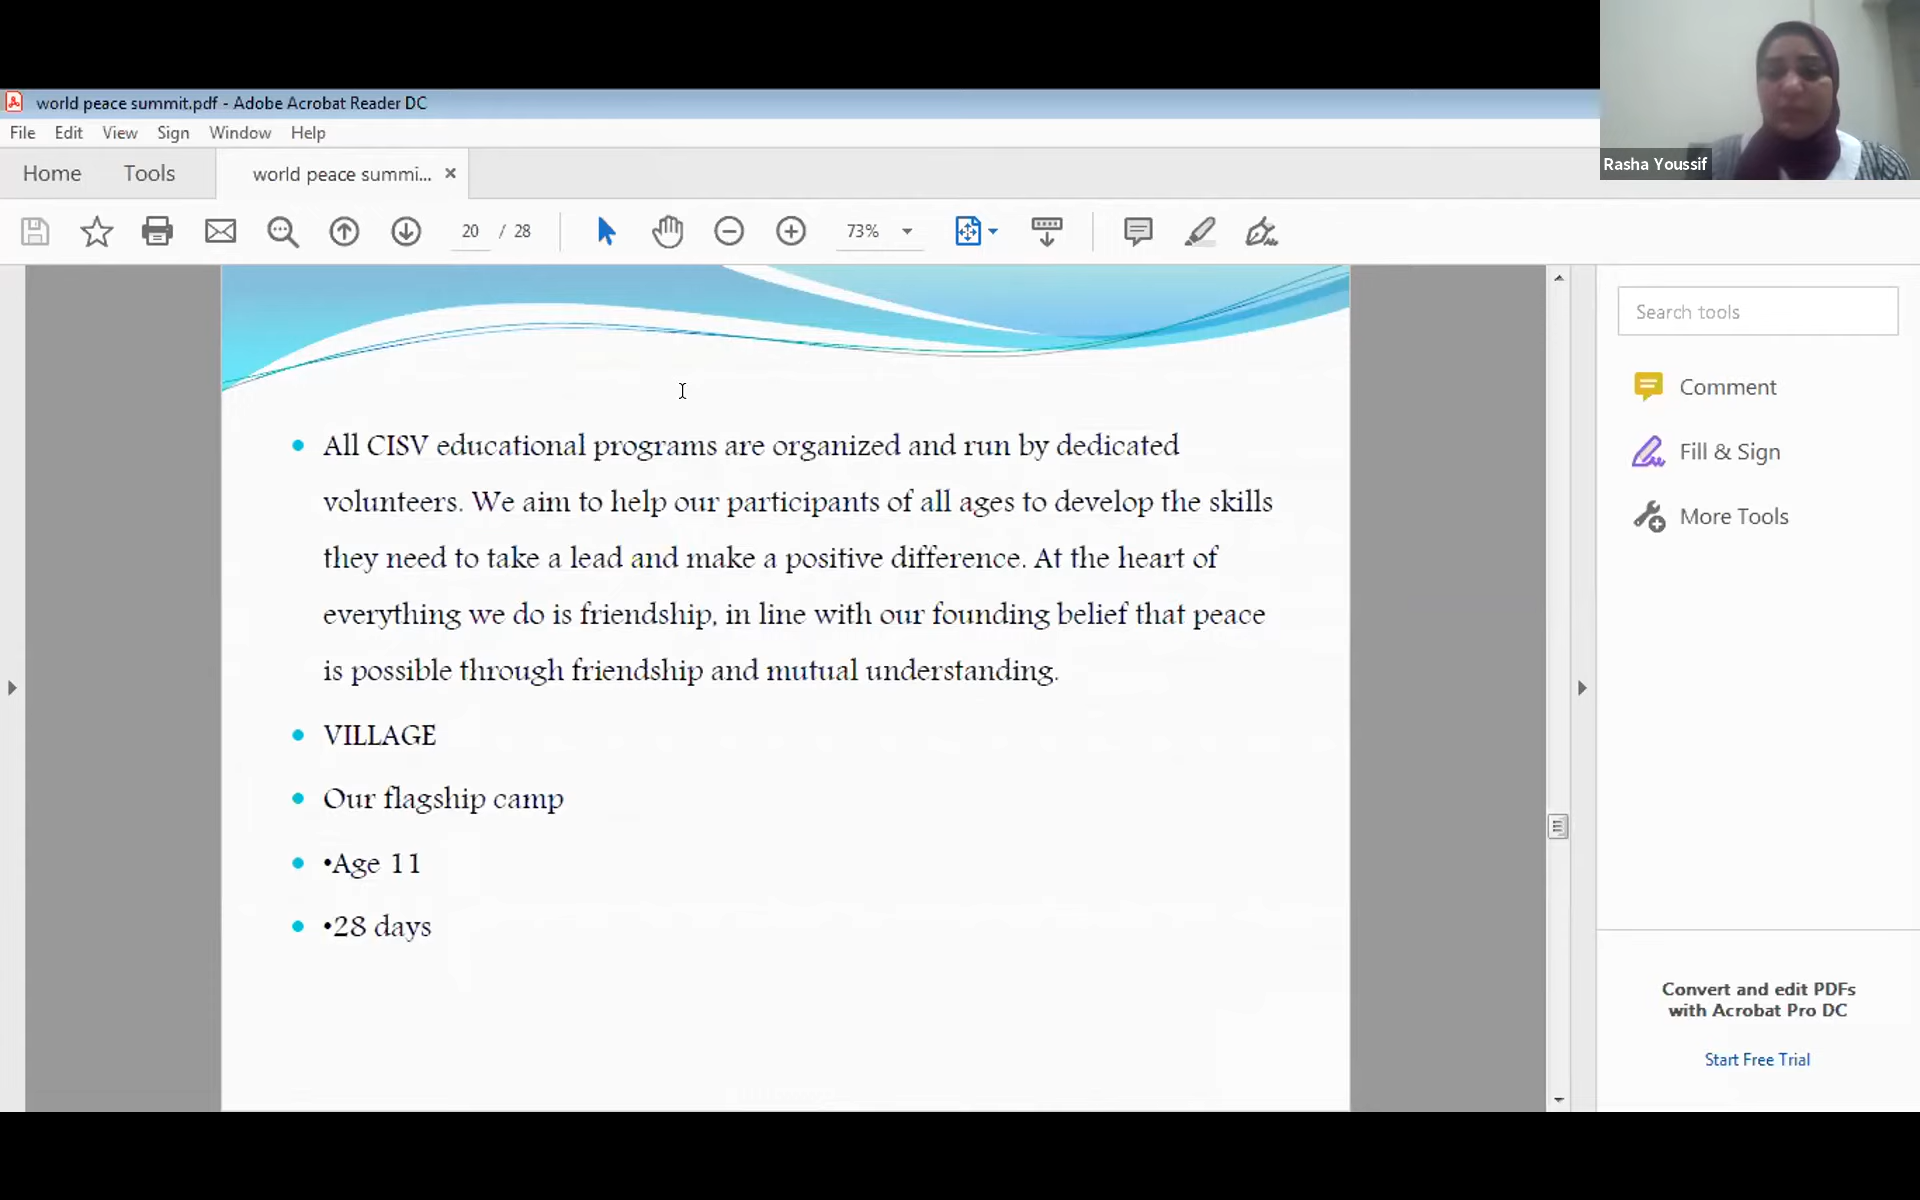 world peace summit.pdf - Adobe Acrobat Reader DC
File Edit View Sign Window Help
Rasha Youssif
Home Tools world peace summi... ×
20 / 28 73%
Search tools
Comment
Fill & Sign
More Tools
• All CISV educational programs are organized and run by dedicated
volunteers. We aim to help our participants of all ages to develop the skills
they need to take a lead and make a positive difference. At the heart of
everything we do is friendship, in line with our founding belief that peace
is possible through friendship and mutual understanding.
• VILLAGE
• Our flagship camp
• •Age 11
• •28 days
Convert and edit PDFs
with Acrobat Pro DC
Start Free Trial